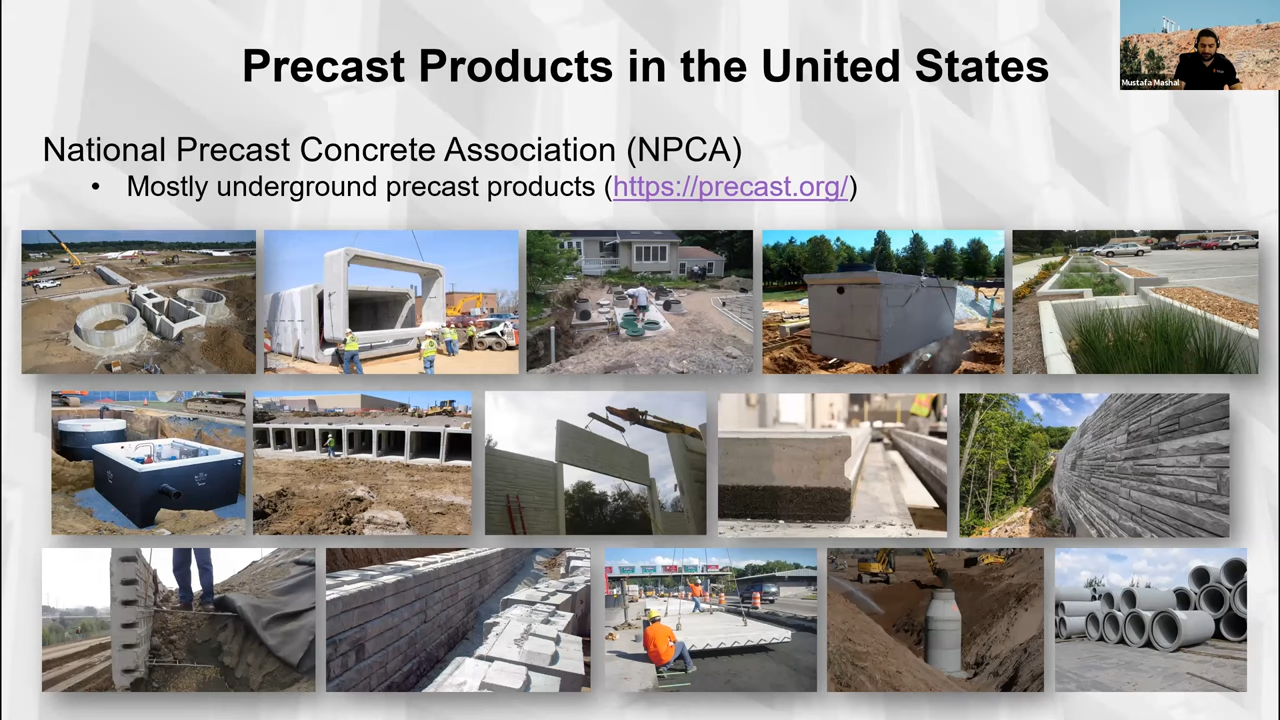 Precast Products in the United States
Mustafa Mashal
National Precast Concrete Association (NPCA)
• Mostly underground precast products (https://precast.org/)